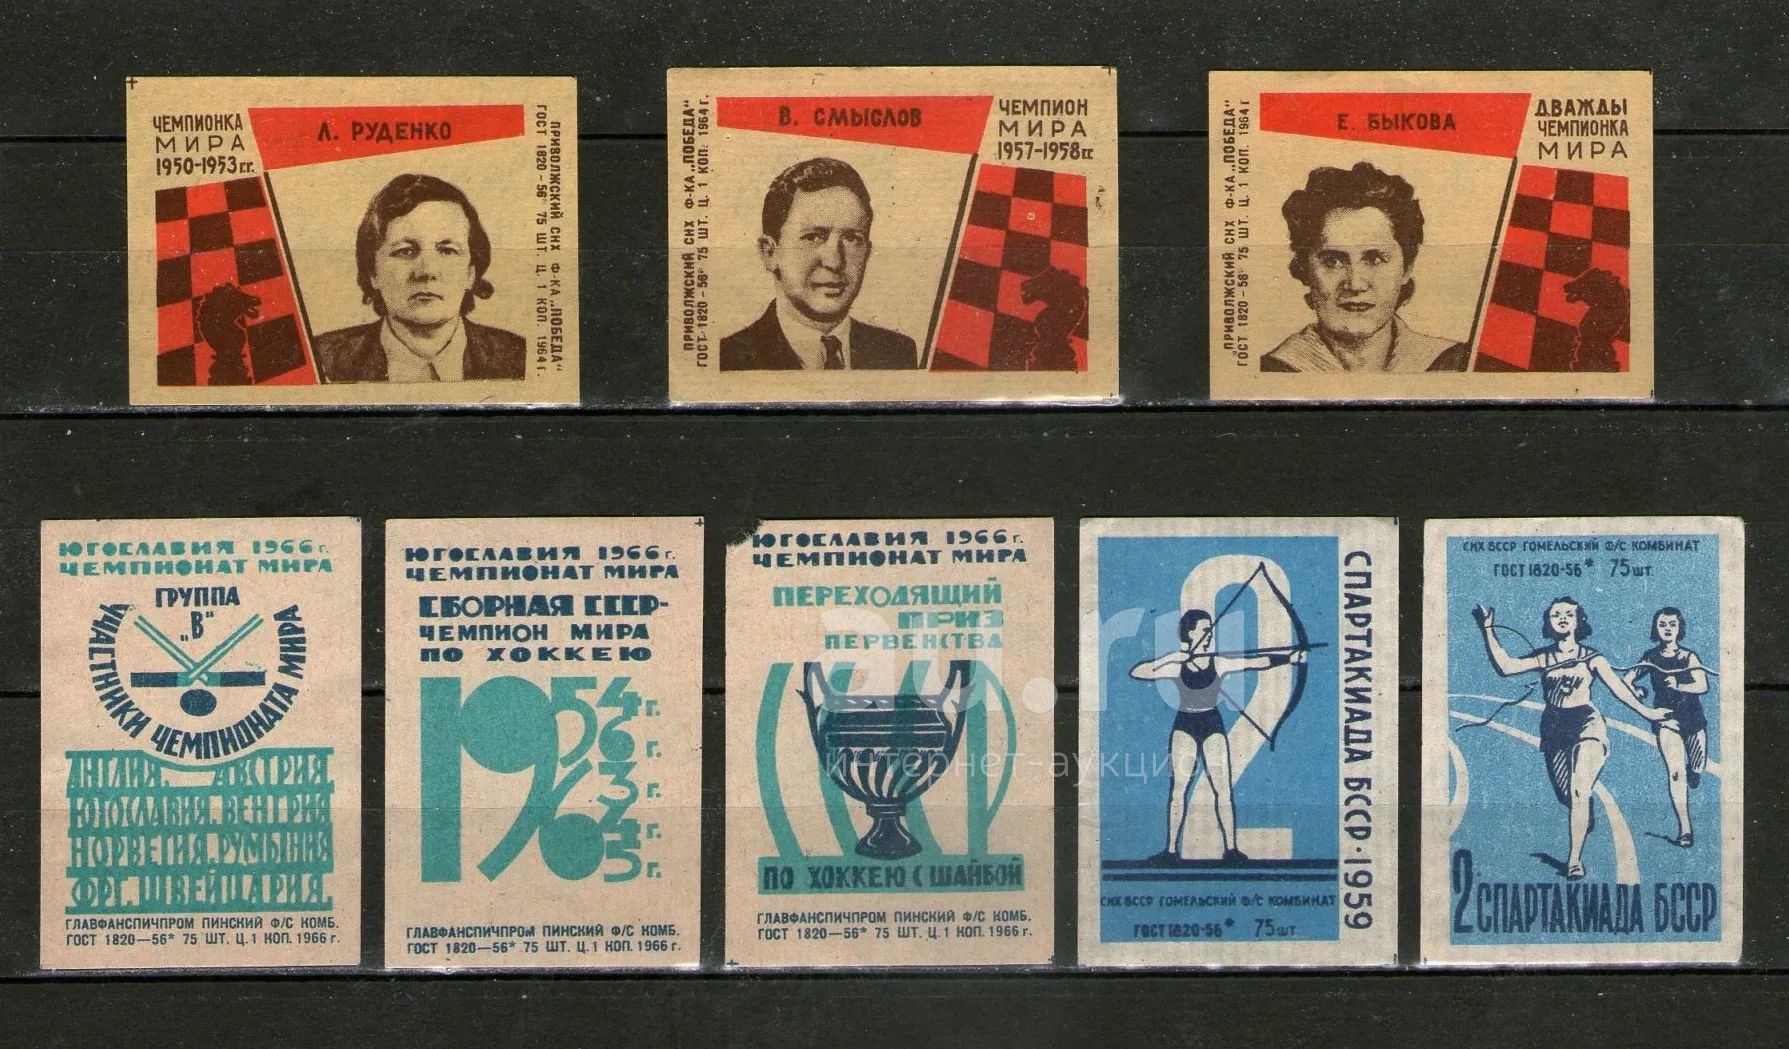 ЧЕМПИОНКА
МИРА
1950-1953 г.г.
Л. РУДЕНКО
ПРИВОЛЖСКИЙ СНХ Ф-КА „ПОБЕДА"
ГОСТ 1820-56* 75 ШТ. Ц. 1 КОП. 1964 г.
ПРИВОЛЖСКИЙ СНХ Ф-КА „ПОБЕДА"
ГОСТ-1820-56* 75 ШТ. Ц. 1 КОП. 1964 г.
В. СМЫСЛОВ
ЧЕМПИОН
МИРА
1957-1958 гг.
ПРИВОЛЖСКИЙ СНХ Ф-КА „ПОБЕДА"
ГОСТ 1820-56* 75 ШТ. Ц. 1 КОП. 1964 г
Е. БЫКОВА
ДВАЖДЫ
ЧЕМПИОНКА
МИРА
ЮГОСЛАВИЯ 1966 г.
ЧЕМПИОНАТ МИРА
ГРУППА
„В"
УЧАСТНИКИ ЧЕМПИОНАТА МИРА
АНГЛИЯ. АВСТРИЯ.
ЮГОСЛАВИЯ. ВЕНГРИЯ
НОРВЕГИЯ. РУМЫНИЯ
ФРГ. ШВЕЙЦАРИЯ.
ГЛАВФАНСПИЧПРОМ ПИНСКИЙ Ф/С КОМБ.
ГОСТ 1820—56* 75 ШТ. Ц. 1 КОП. 1966 г.
ЮГОСЛАВИЯ 1966 г.
ЧЕМПИОНАТ МИРА
СБОРНАЯ СССР-
ЧЕМПИОН МИРА
ПО ХОККЕЮ
1954 г.
6 г.
63 г.
4 г.
5 г.
ГЛАВФАНСПИЧПРОМ ПИНСКИЙ Ф/С КОМБ.
ГОСТ 1820—56* 75 ШТ. Ц. 1 КОП. 1966 г.
ЮГОСЛАВИЯ 1966 г.
ЧЕМПИОНАТ МИРА
ПЕРЕХОДЯЩИЙ
ПРИЗ
ПЕРВЕНСТВА
ПО ХОККЕЮ С ШАЙБОЙ
ГЛАВФАНСПИЧПРОМ ПИНСКИЙ Ф/С КОМБ.
ГОСТ 1820—56* 75 ШТ. Ц. 1 КОП. 1966 г.
2
СПАРТАКИАДА БССР·1959
СНХ БССР ГОМЕЛЬСКИЙ Ф/С КОМБИНАТ
ГОСТ 1820-56* 75 шт
СНХ БССР ГОМЕЛЬСКИЙ Ф/С КОМБИНАТ
ГОСТ 1820-56* 75 шт.
2 СПАРТАКИАДА БССР
au.ru
интернет-аукцион